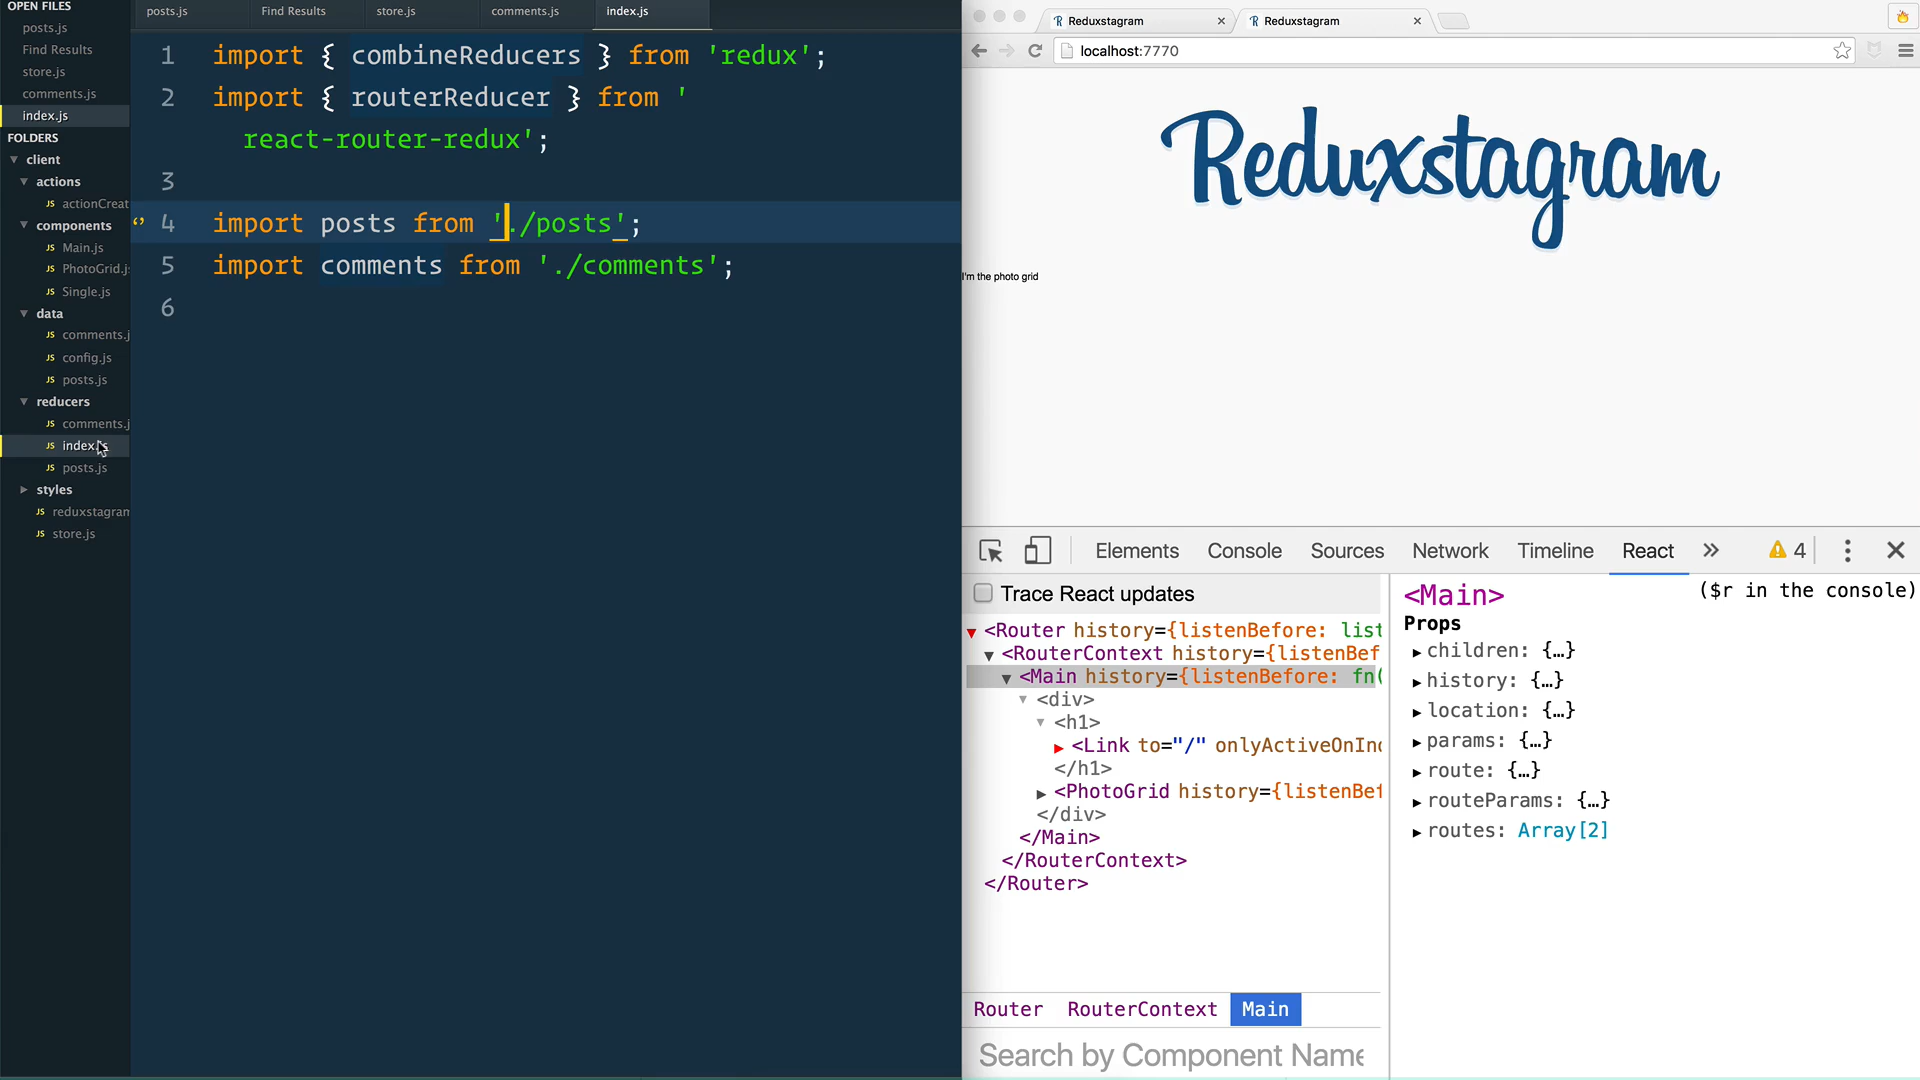 OPEN FILES
posts.js
Find Results
store.js
comments.js
index.js
FOLDERS
client
actions
actionCreat
components
Main.js
PhotoGrid.js
Single.js
data
comments.j
config.js
posts.js
reducers
comments.j
index.js
posts.js
styles
reduxstagram
store.js
posts.js
Find Results
store.js
comments.js
index.js
1 import { combineReducers } from 'redux';
2 import { routerReducer } from '
react-router-redux';
3
4 import posts from './posts';
5 import comments from './comments';
6
Reduxstagram
Reduxstagram
localhost:7770
Reduxstagram
I'm the photo grid
Elements Console Sources Network Timeline React 4
Trace React updates
<Router history={listenBefore: list
<RouterContext history={listenBef
<Main history={listenBefore: fn(
<div>
<h1>
<Link to="/" onlyActiveOnInd
</h1>
<PhotoGrid history={listenBef
</div>
</Main>
</RouterContext>
</Router>
Router RouterContext Main
Search by Component Name
<Main> ($r in the console)
Props
children: {…}
history: {…}
location: {…}
params: {…}
route: {…}
routeParams: {…}
routes: Array[2]